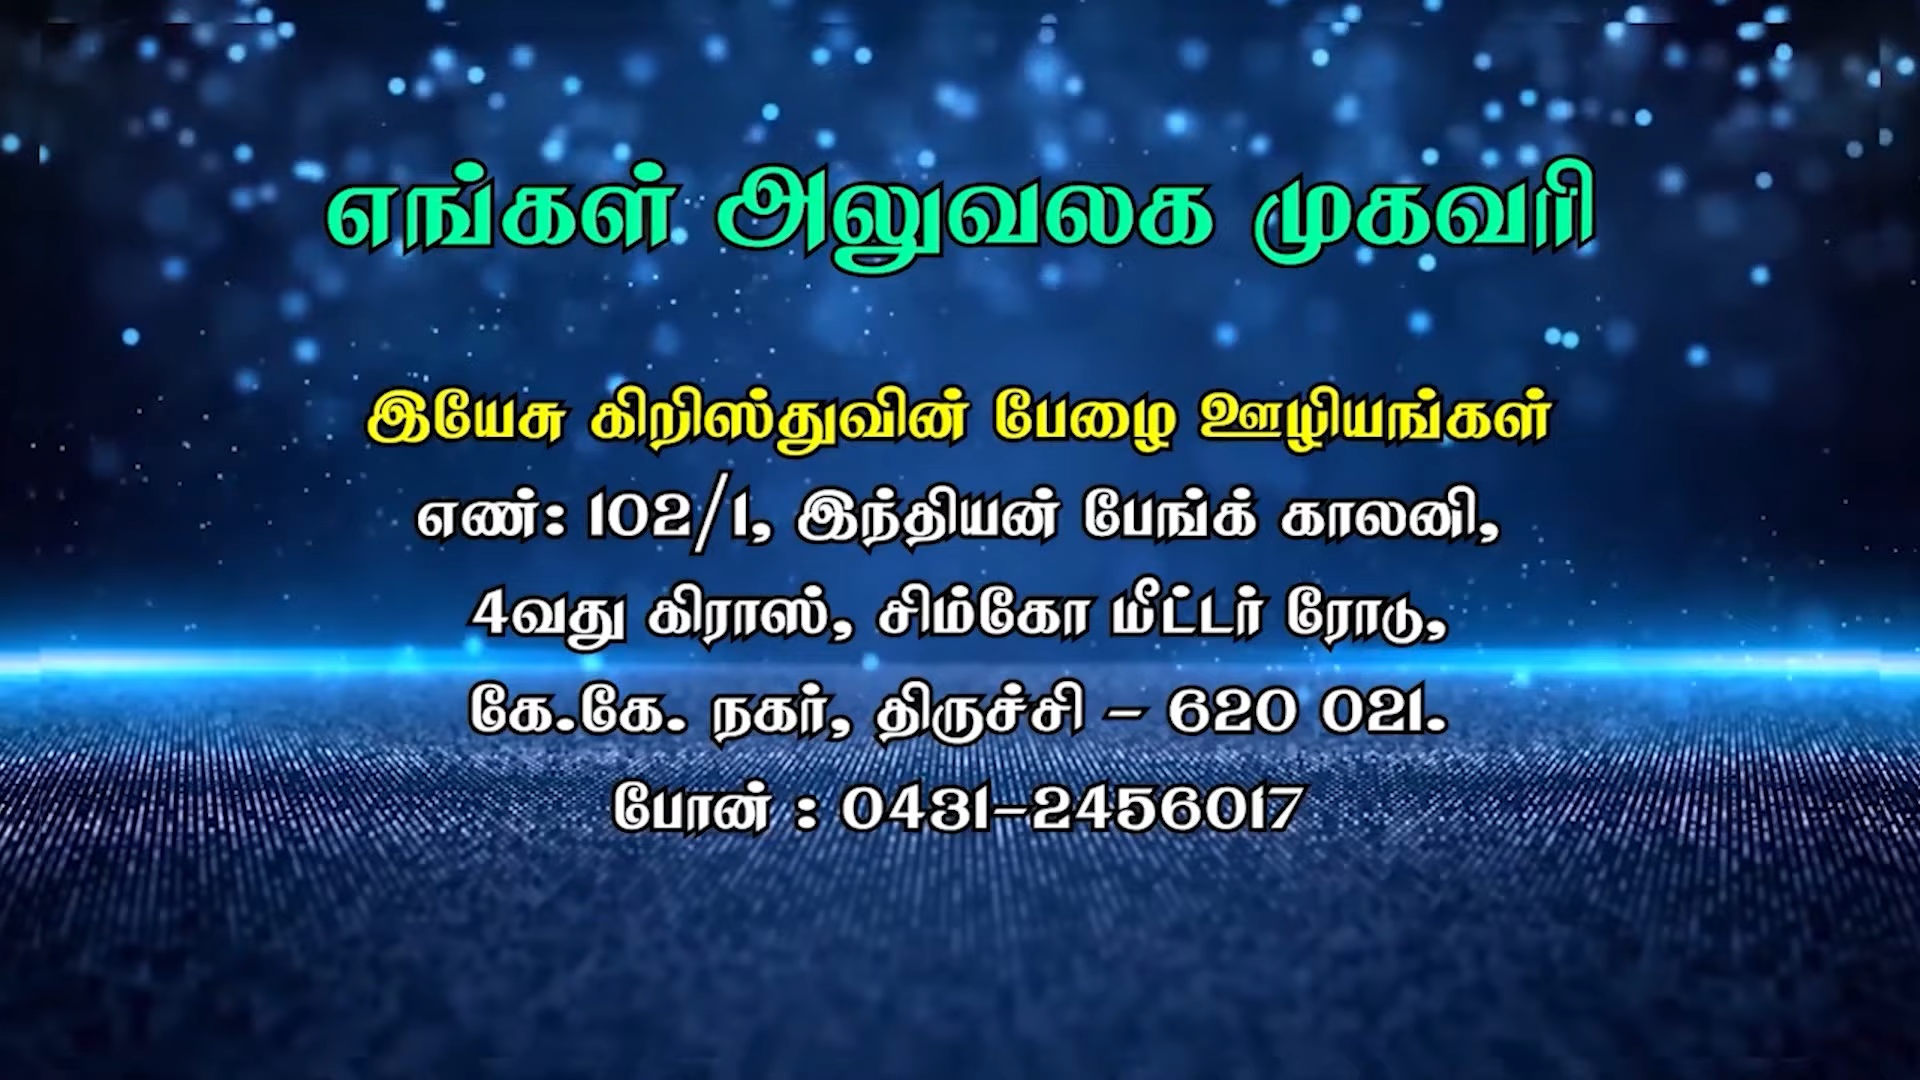 எங்கள் அலுவலக முகவரி
இயேசு கிறிஸ்துவின் பேழை ஊழியங்கள்
எண்: 102/1, இந்தியன் பேங்க் காலனி,
4வது கிராஸ், சிம்கோ மீட்டர் ரோடு,
கே.கே. நகர், திருச்சி - 620 021.
போன் : 0431-2456017